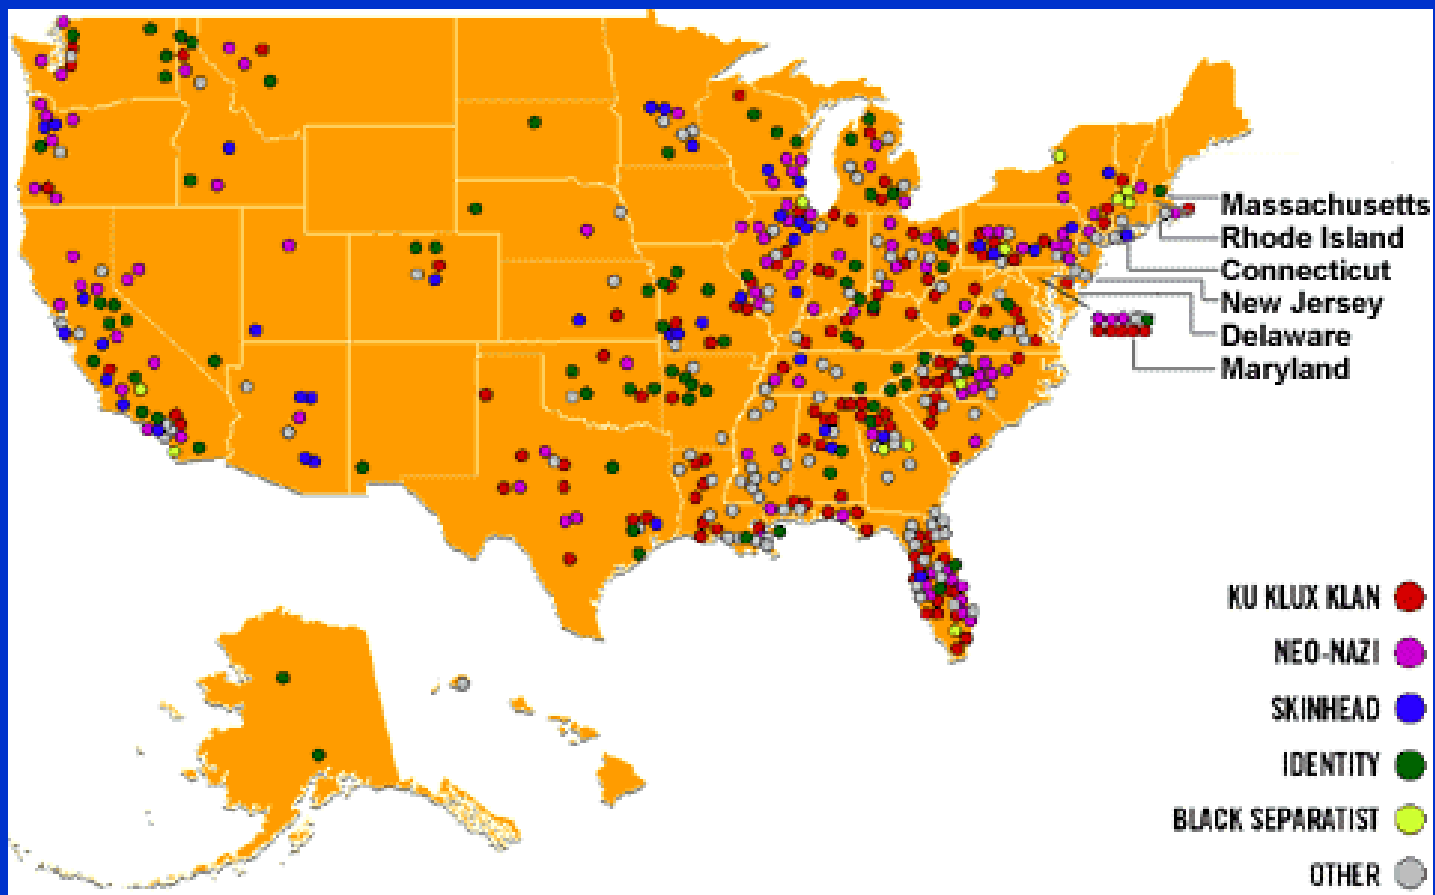 Massachusetts
Rhode Island
Connecticut
New Jersey
Delaware
Maryland
KU KLUX KLAN
NEO-NAZI
SKINHEAD
IDENTITY
BLACK SEPARATIST
OTHER